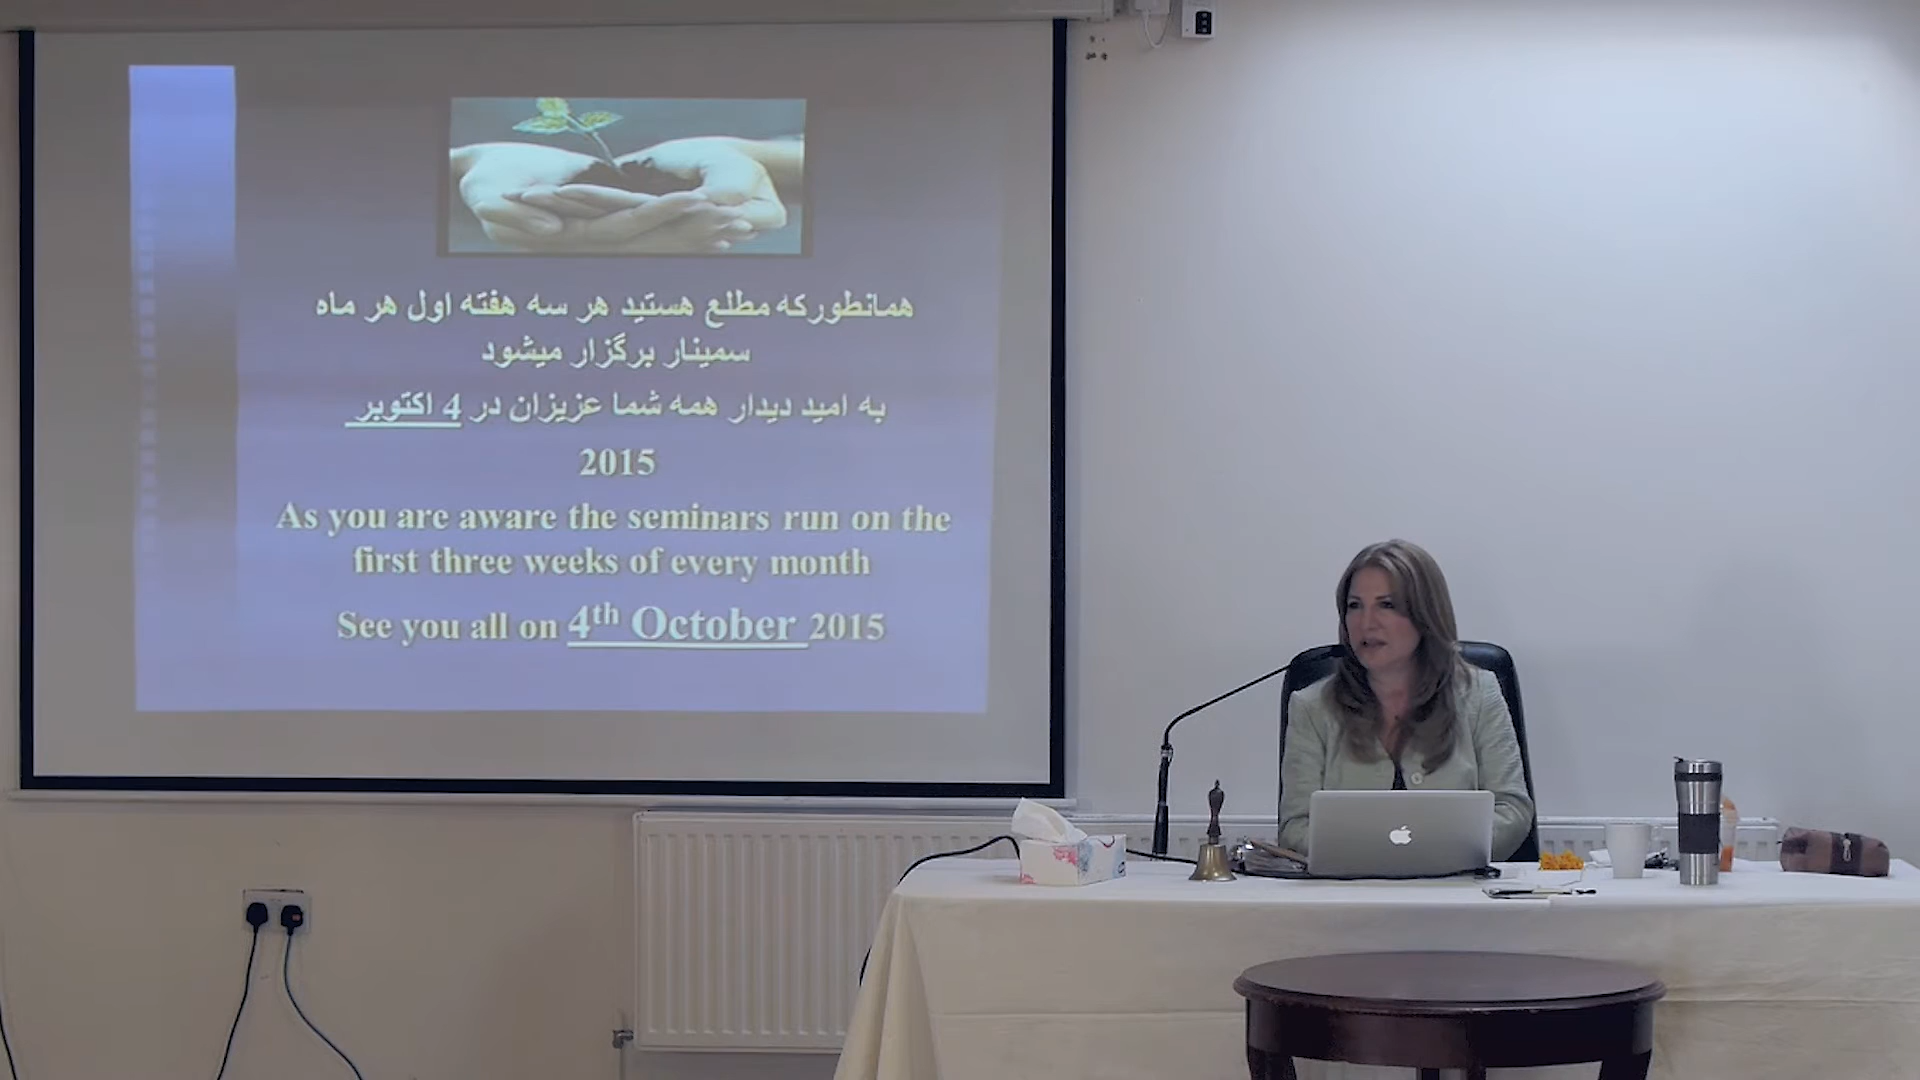 همانطورکه مطلع هستید هر سه هفته اول هر ماه
سمینار برگزار میشود
به امید دیدار همه شما عزیزان در 4 اکتوبر
2015
As you are aware the seminars run on the
first three weeks of every month
See you all on 4th October 2015